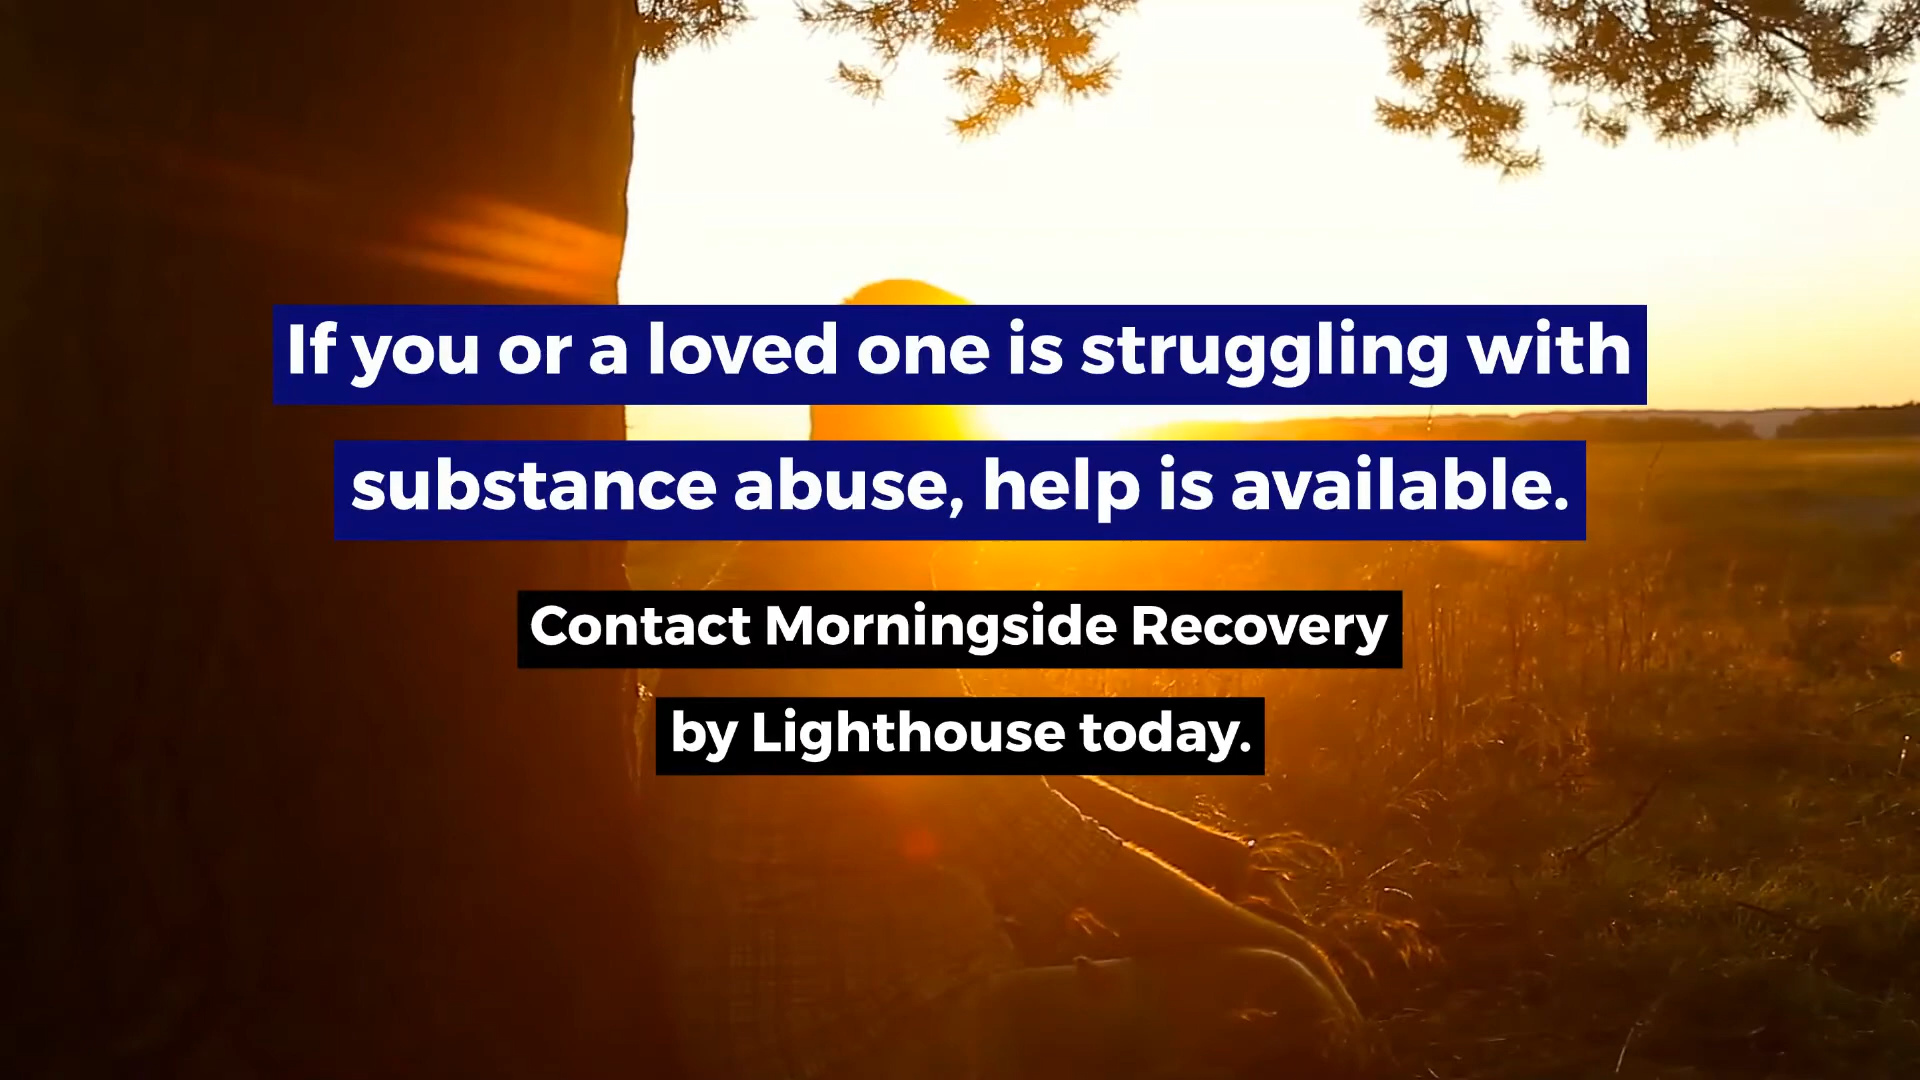 If you or a loved one is struggling with
substance abuse, help is available.
Contact Morningside Recovery
by Lighthouse today.